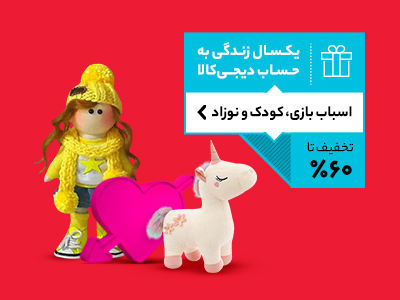 یکسال زندگی به
حساب دیجی‌کالا
اسباب بازی، کودک و نوزاد
تخفیف تا
%۶۰